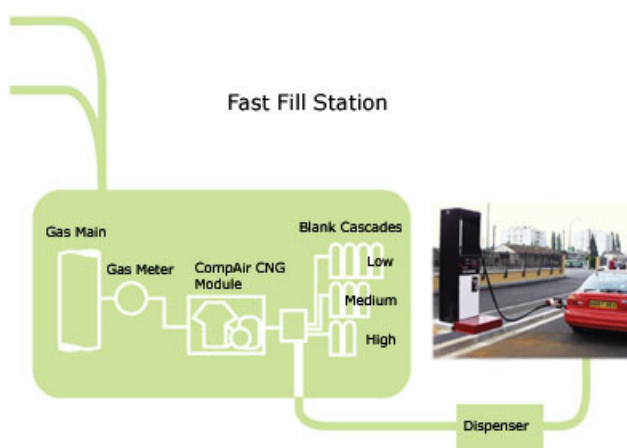 Fast Fill Station
Gas Main
Gas Meter
CompAir CNG
Module
Blank Cascades
Low
Medium
High
Dispenser